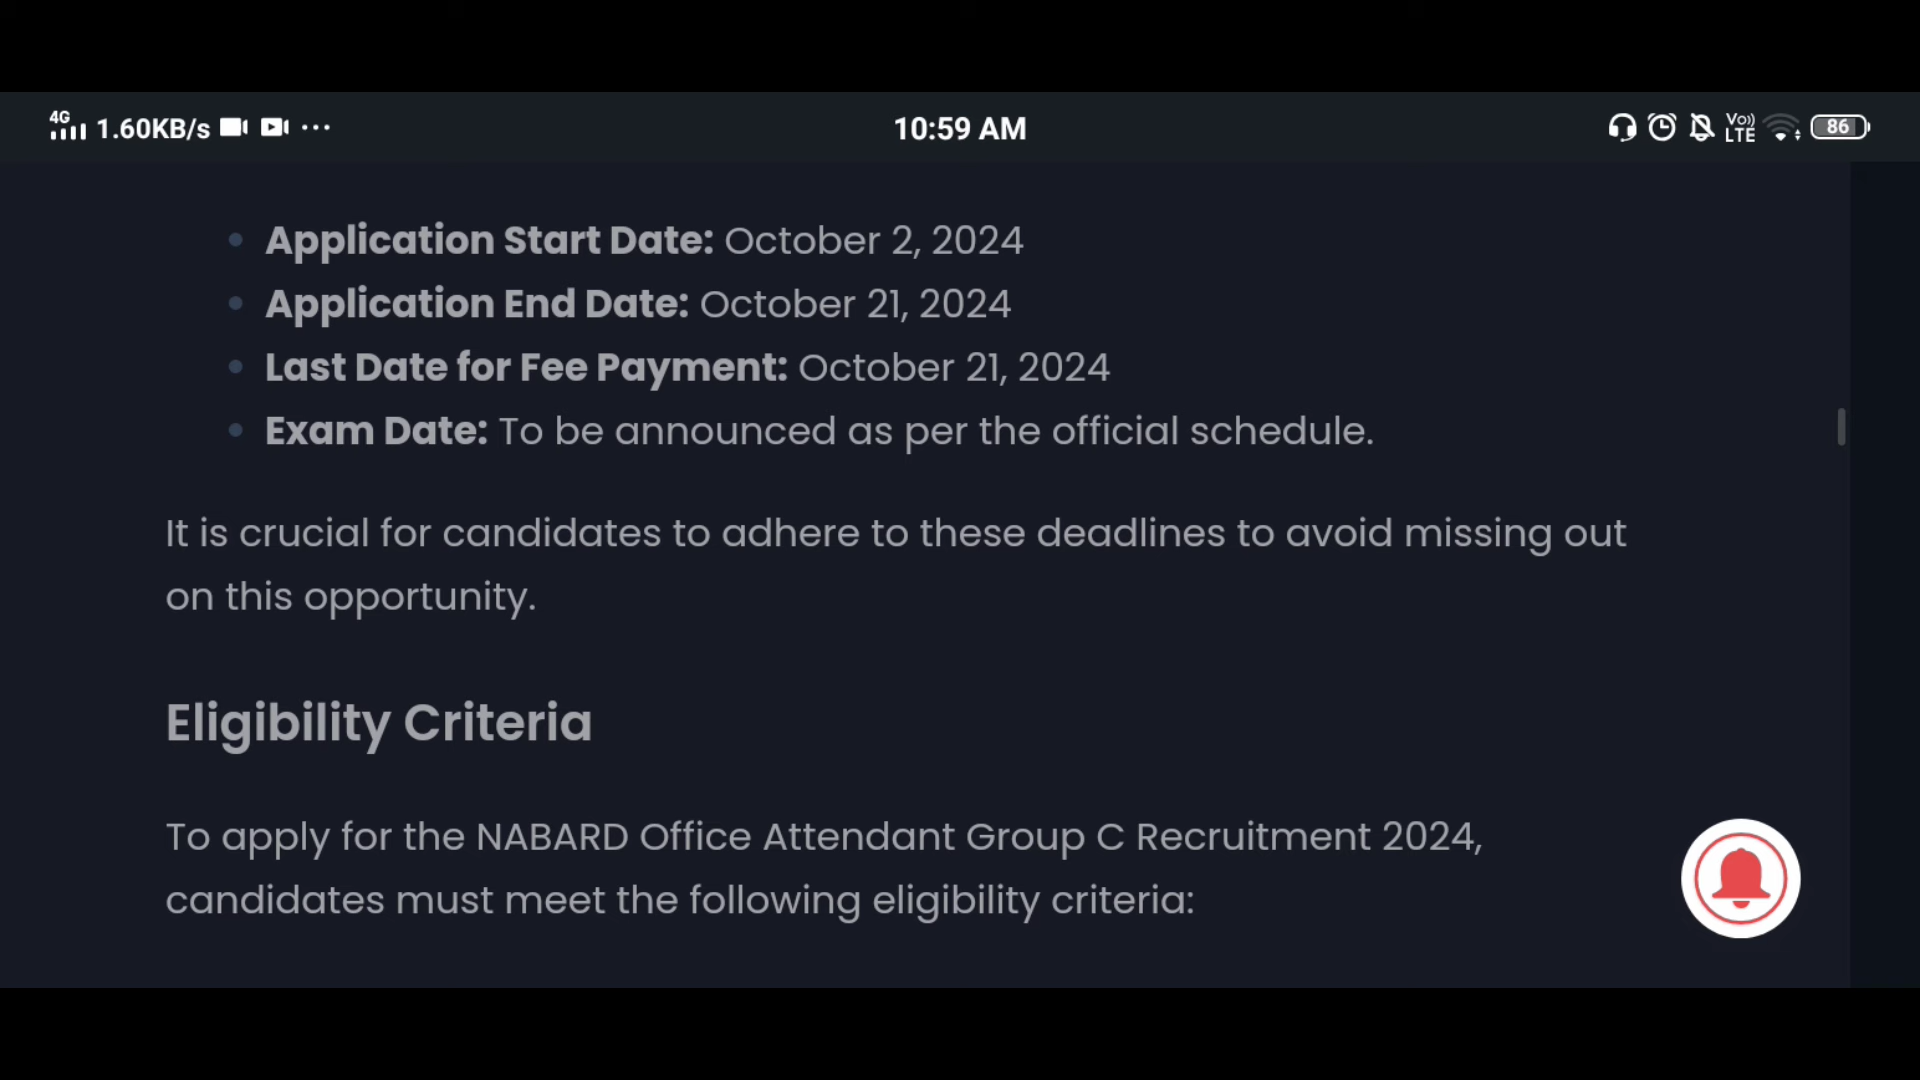 4G 1.60KB/s ... 10:59 AM Vo)) LTE 86
• Application Start Date: October 2, 2024
• Application End Date: October 21, 2024
• Last Date for Fee Payment: October 21, 2024
• Exam Date: To be announced as per the official schedule.
It is crucial for candidates to adhere to these deadlines to avoid missing out
on this opportunity.
Eligibility Criteria
To apply for the NABARD Office Attendant Group C Recruitment 2024,
candidates must meet the following eligibility criteria: